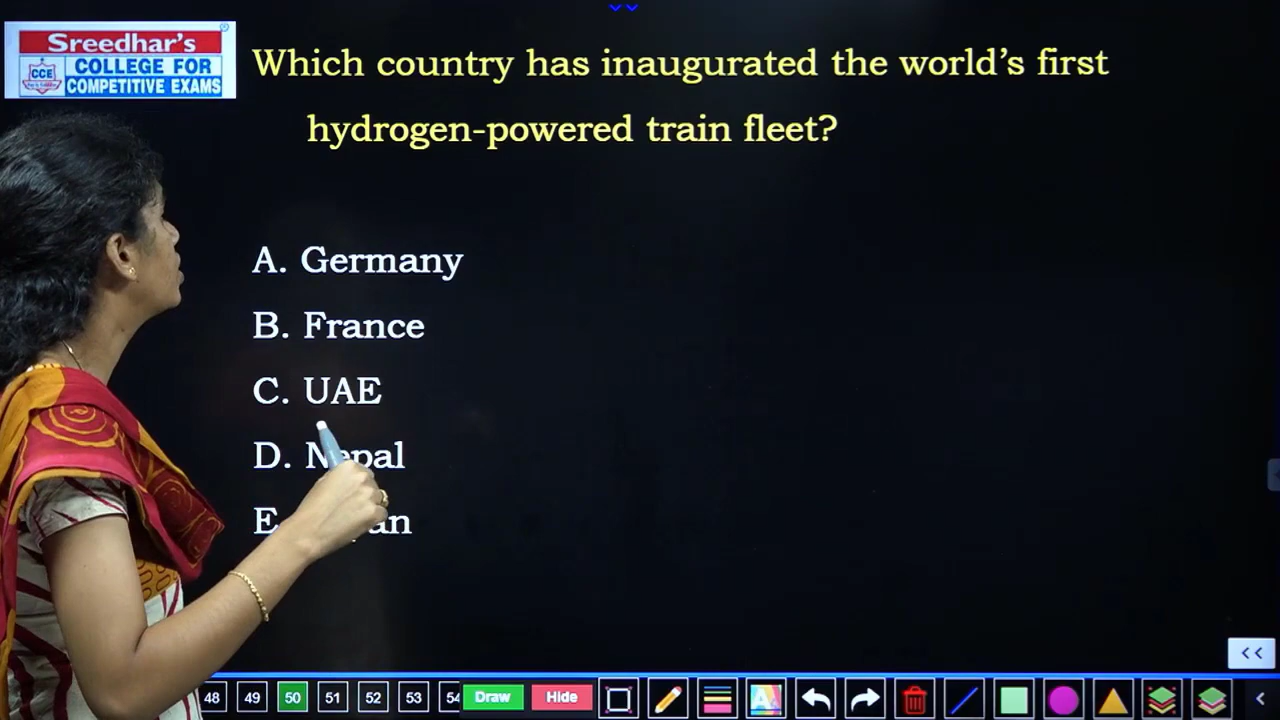 Sreedhar's
CCE
COLLEGE FOR
COMPETITIVE EXAMS
Which country has inaugurated the world's first
hydrogen-powered train fleet?
A. Germany
B. France
C. UAE
D. Nepal
E. an
48 49 50 51 52 53 54 Draw Hide
<<